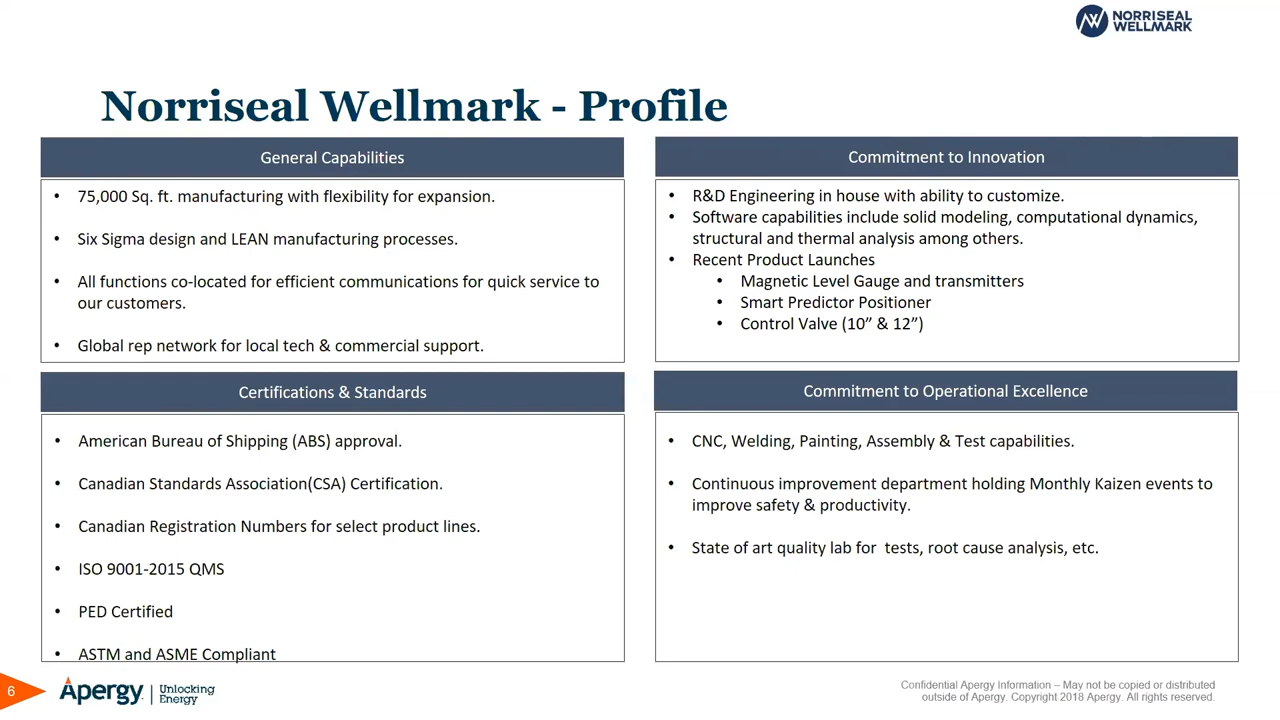 NORRISEAL
WELLMARK
Norriseal Wellmark - Profile
General Capabilities
• 75,000 Sq. ft. manufacturing with flexibility for expansion.
• Six Sigma design and LEAN manufacturing processes.
• All functions co-located for efficient communications for quick service to
our customers.
• Global rep network for local tech & commercial support.
Commitment to Innovation
• R&D Engineering in house with ability to customize.
• Software capabilities include solid modeling, computational dynamics,
structural and thermal analysis among others.
• Recent Product Launches
• Magnetic Level Gauge and transmitters
• Smart Predictor Positioner
• Control Valve (10” & 12”)
Certifications & Standards
• American Bureau of Shipping (ABS) approval.
• Canadian Standards Association(CSA) Certification.
• Canadian Registration Numbers for select product lines.
• ISO 9001-2015 QMS
• PED Certified
• ASTM and ASME Compliant
Commitment to Operational Excellence
• CNC, Welding, Painting, Assembly & Test capabilities.
• Continuous improvement department holding Monthly Kaizen events to
improve safety & productivity.
• State of art quality lab for  tests, root cause analysis, etc.
6
Apergy
Unlocking
Energy
Confidential Apergy Information – May not be copied or distributed
outside of Apergy. Copyright 2018 Apergy. All rights reserved.